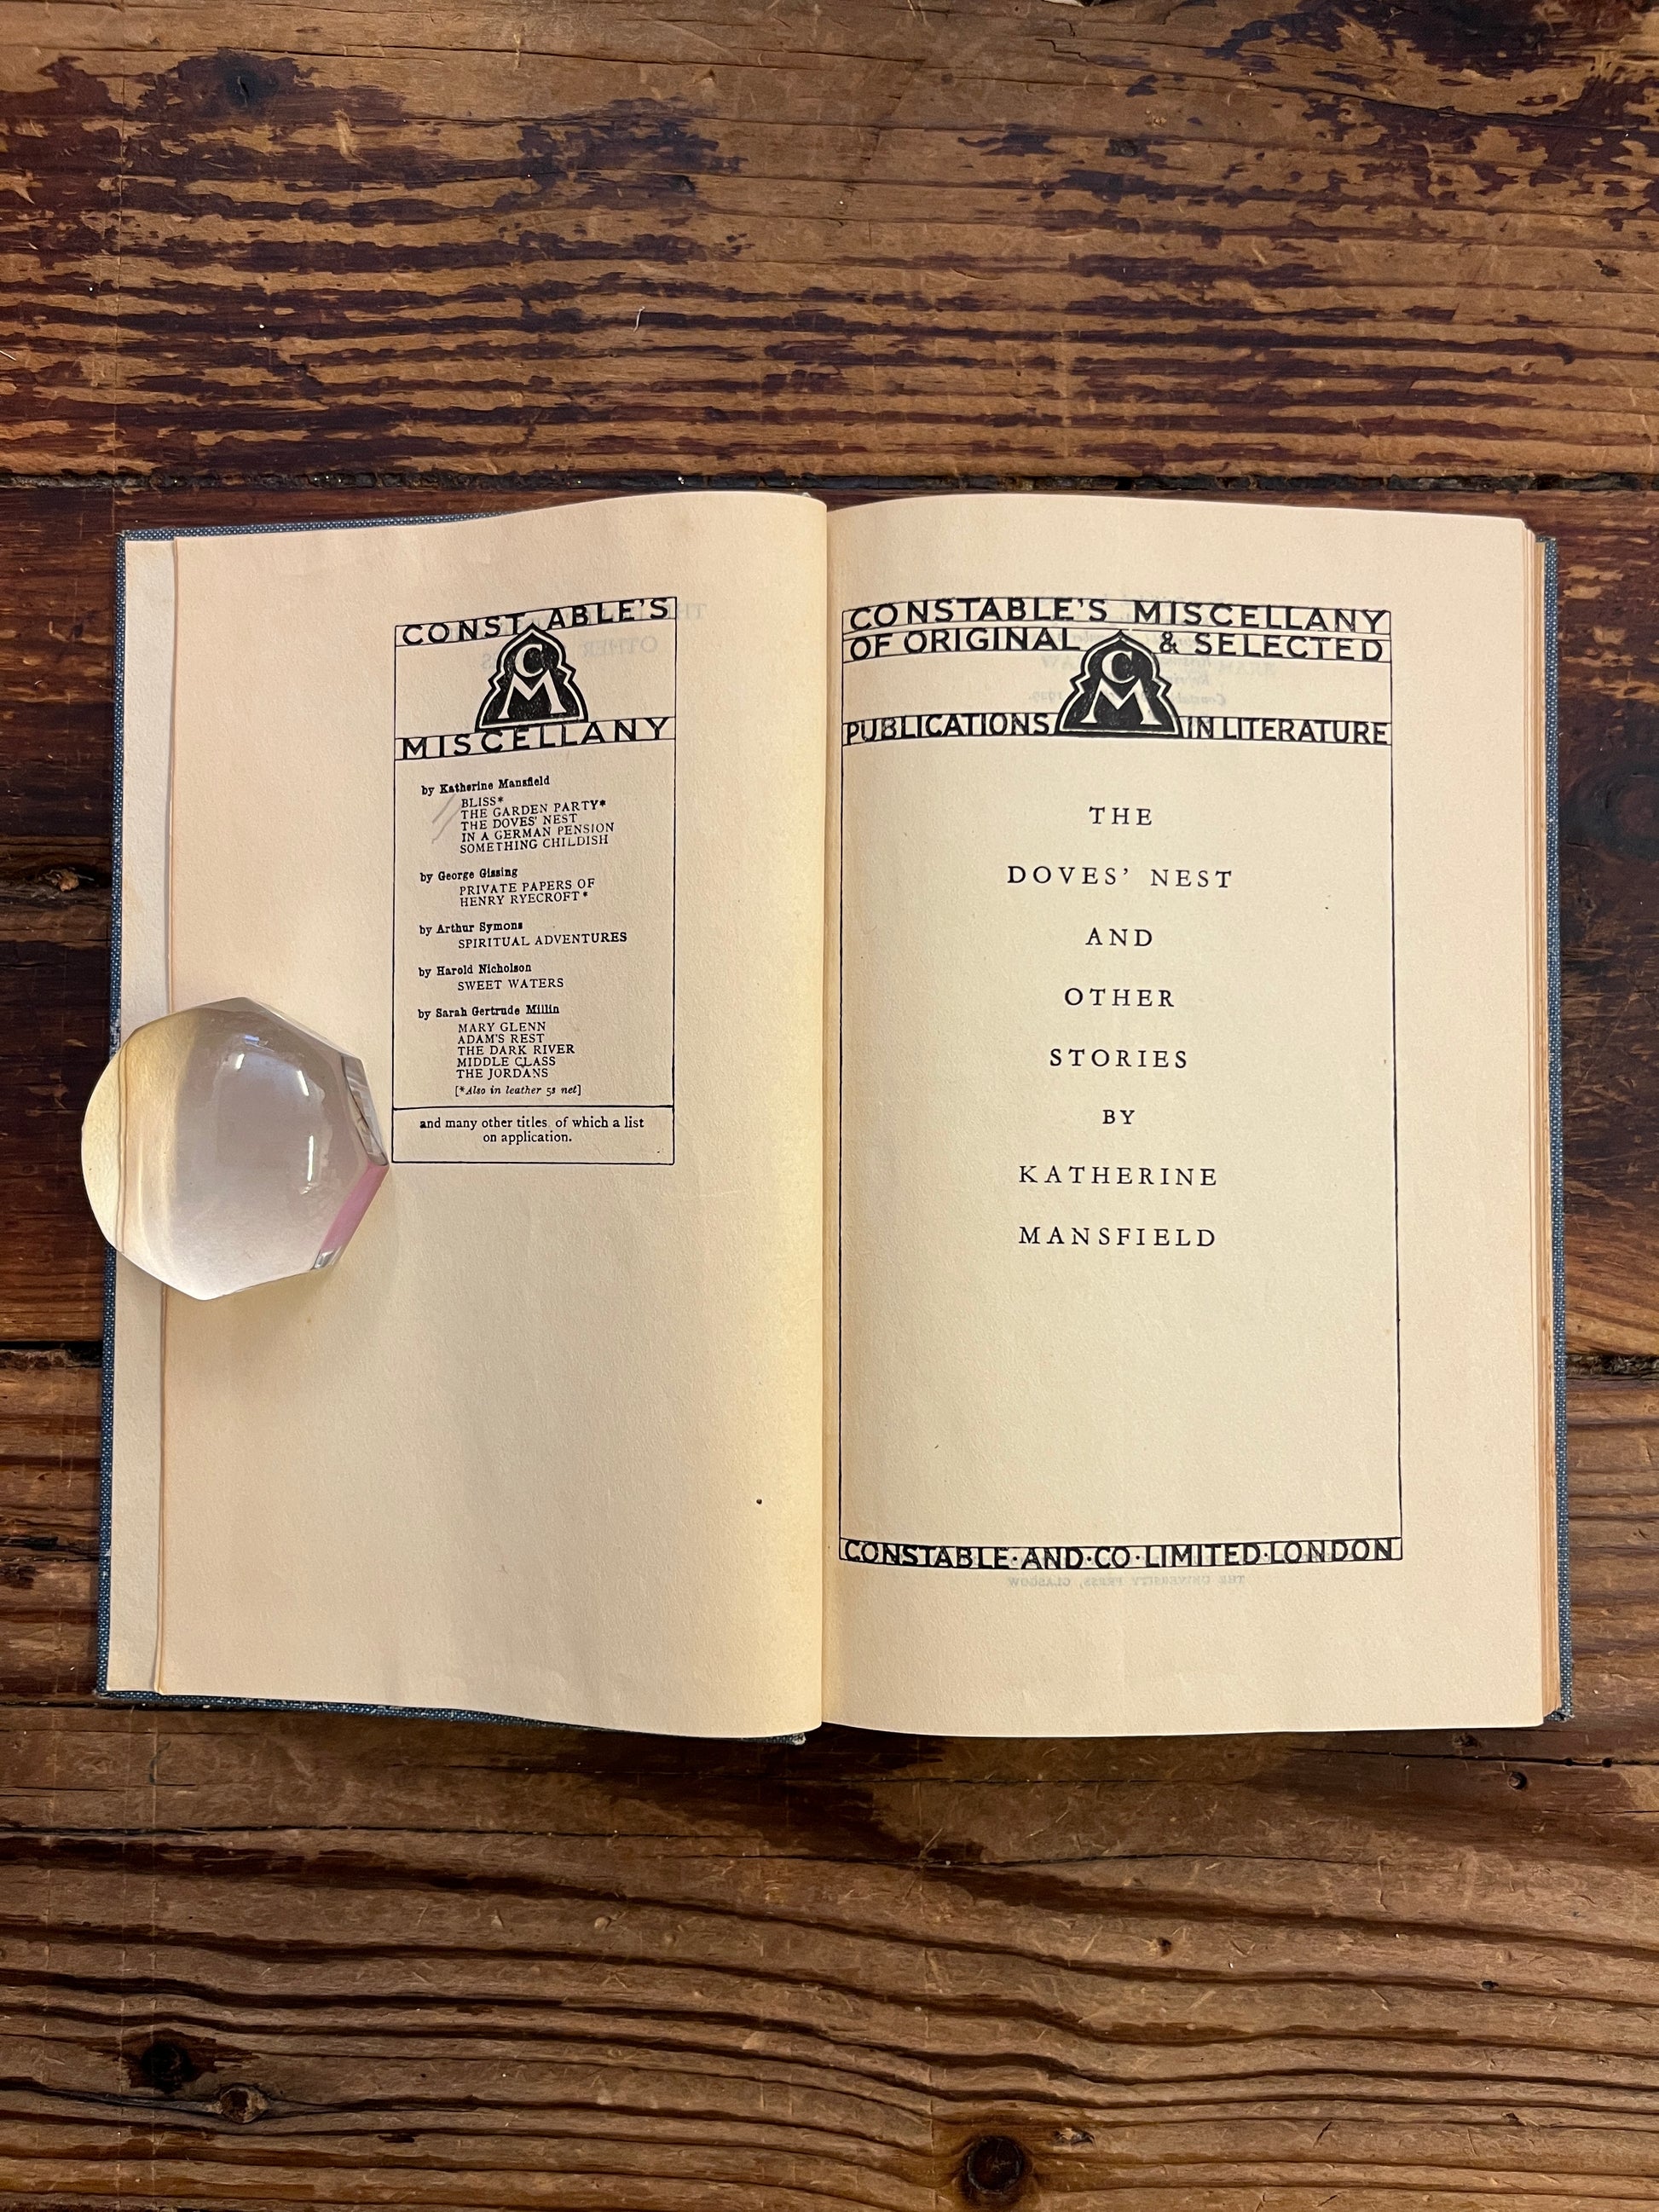 CONSTABLE'S
CM
MISCELLANY
by Katherine Mansfield
BLISS*
THE GARDEN PARTY*
THE DOVES' NEST
IN A GERMAN PENSION
SOMETHING CHILDISH
by George Gissing
PRIVATE PAPERS OF
HENRY RYECROFT*
by Arthur Symons
SPIRITUAL ADVENTURES
by Harold Nicholson
SWEET WATERS
by Sarah Gertrude Millin
MARY GLENN
ADAM'S REST
THE DARK RIVER
MIDDLE CLASS
THE JORDANS
[*Also in leather 5s net]
and many other titles of which a list
on application.
CONSTABLE'S MISCELLANY
OF ORIGINAL & SELECTED
CM
PUBLICATIONS IN LITERATURE
THE
DOVES' NEST
AND
OTHER
STORIES
BY
KATHERINE
MANSFIELD
CONSTABLE·AND·CO·LIMITED·LONDON
THE UNIVERSITY PRESS, GLASGOW